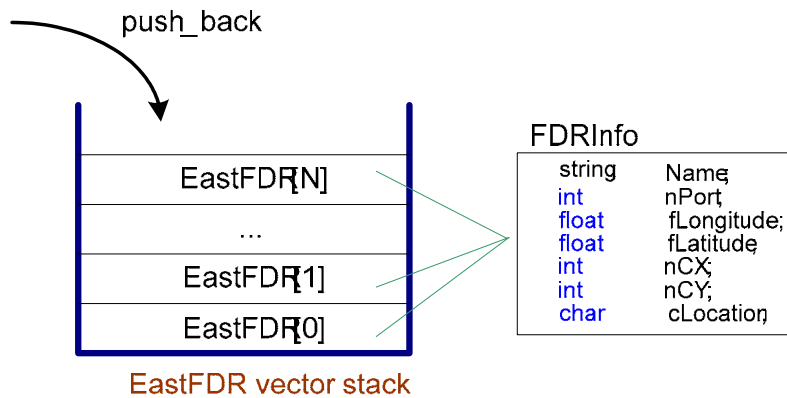 push_back
EastFDR[N]
...
EastFDR[1]
EastFDR[0]
EastFDR vector stack
FDRInfo
string Name;
int nPort;
float fLongitude;
float fLatitude;
int nCX;
int nCY;
char cLocation;